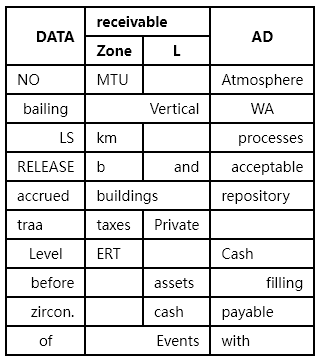 DATA receivable AD
Zone L
NO MTU Atmosphere
bailing Vertical WA
LS km processes
RELEASE b and acceptable
accrued buildings repository
traa taxes Private
Level ERT Cash
before assets filling
zircon. cash payable
of Events with